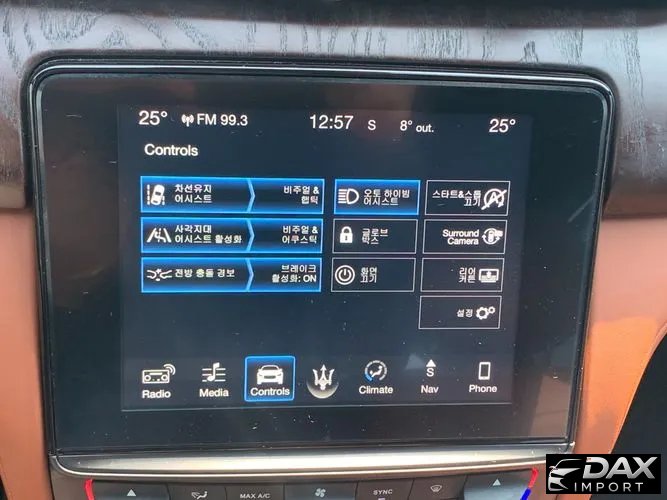 25° FM 99.3 12:57 S 8° out. 25°
Controls
차선유지
어시스트
비주얼 &
햅틱
오토 하이빔
어시스트
스타트&스톱
끄기
사각지대
어시스트 활성화
비주얼 &
어쿠스틱
글로브
박스
Surround
Camera
전방 충돌 경보
브레이크
활성화: ON
화면
끄기
리어
커튼
설정
Radio Media Controls Climate S Nav Phone
MAX A/C SYNC
DAX
IMPORT